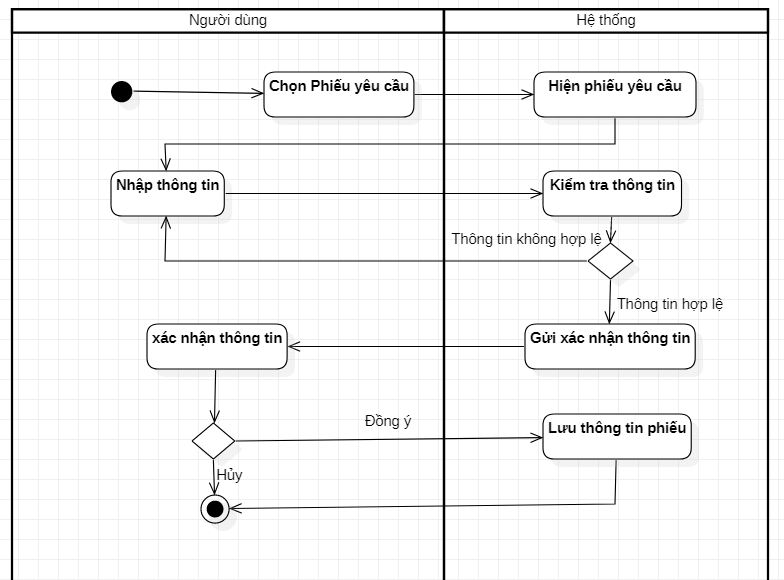 Người dùng
Hệ thống
Chọn Phiếu yêu cầu
Hiện phiếu yêu cầu
Nhập thông tin
Kiểm tra thông tin
Thông tin không hợp lệ
Thông tin hợp lệ
xác nhận thông tin
Gửi xác nhận thông tin
Đồng ý
Lưu thông tin phiếu
Hủy